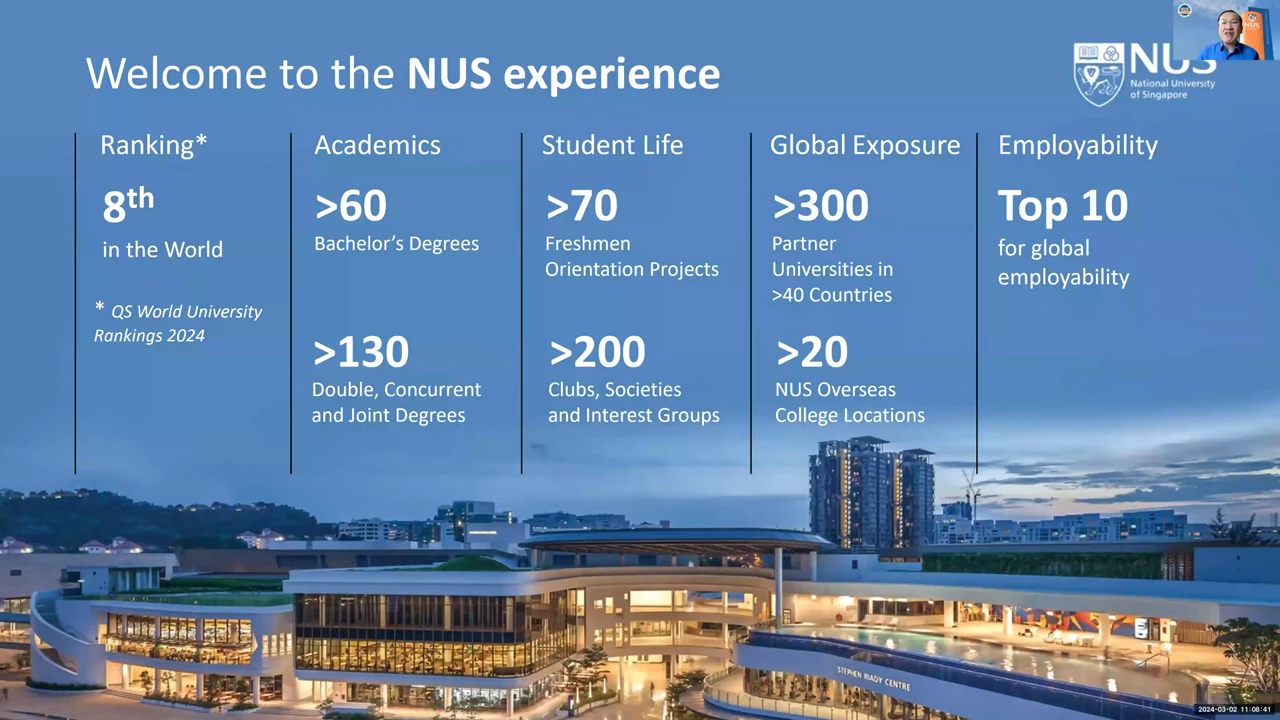 Welcome to the NUS experience
NUS
National University
of Singapore
NUS
Ranking*
8th
in the World
* QS World University
Rankings 2024
Academics
>60
Bachelor's Degrees
>130
Double, Concurrent
and Joint Degrees
Student Life
>70
Freshmen
Orientation Projects
>200
Clubs, Societies
and Interest Groups
Global Exposure
>300
Partner
Universities in
>40 Countries
>20
NUS Overseas
College Locations
Employability
Top 10
for global
employability
STEPHEN RIADY CENTRE
2024-03-02 11:08:41